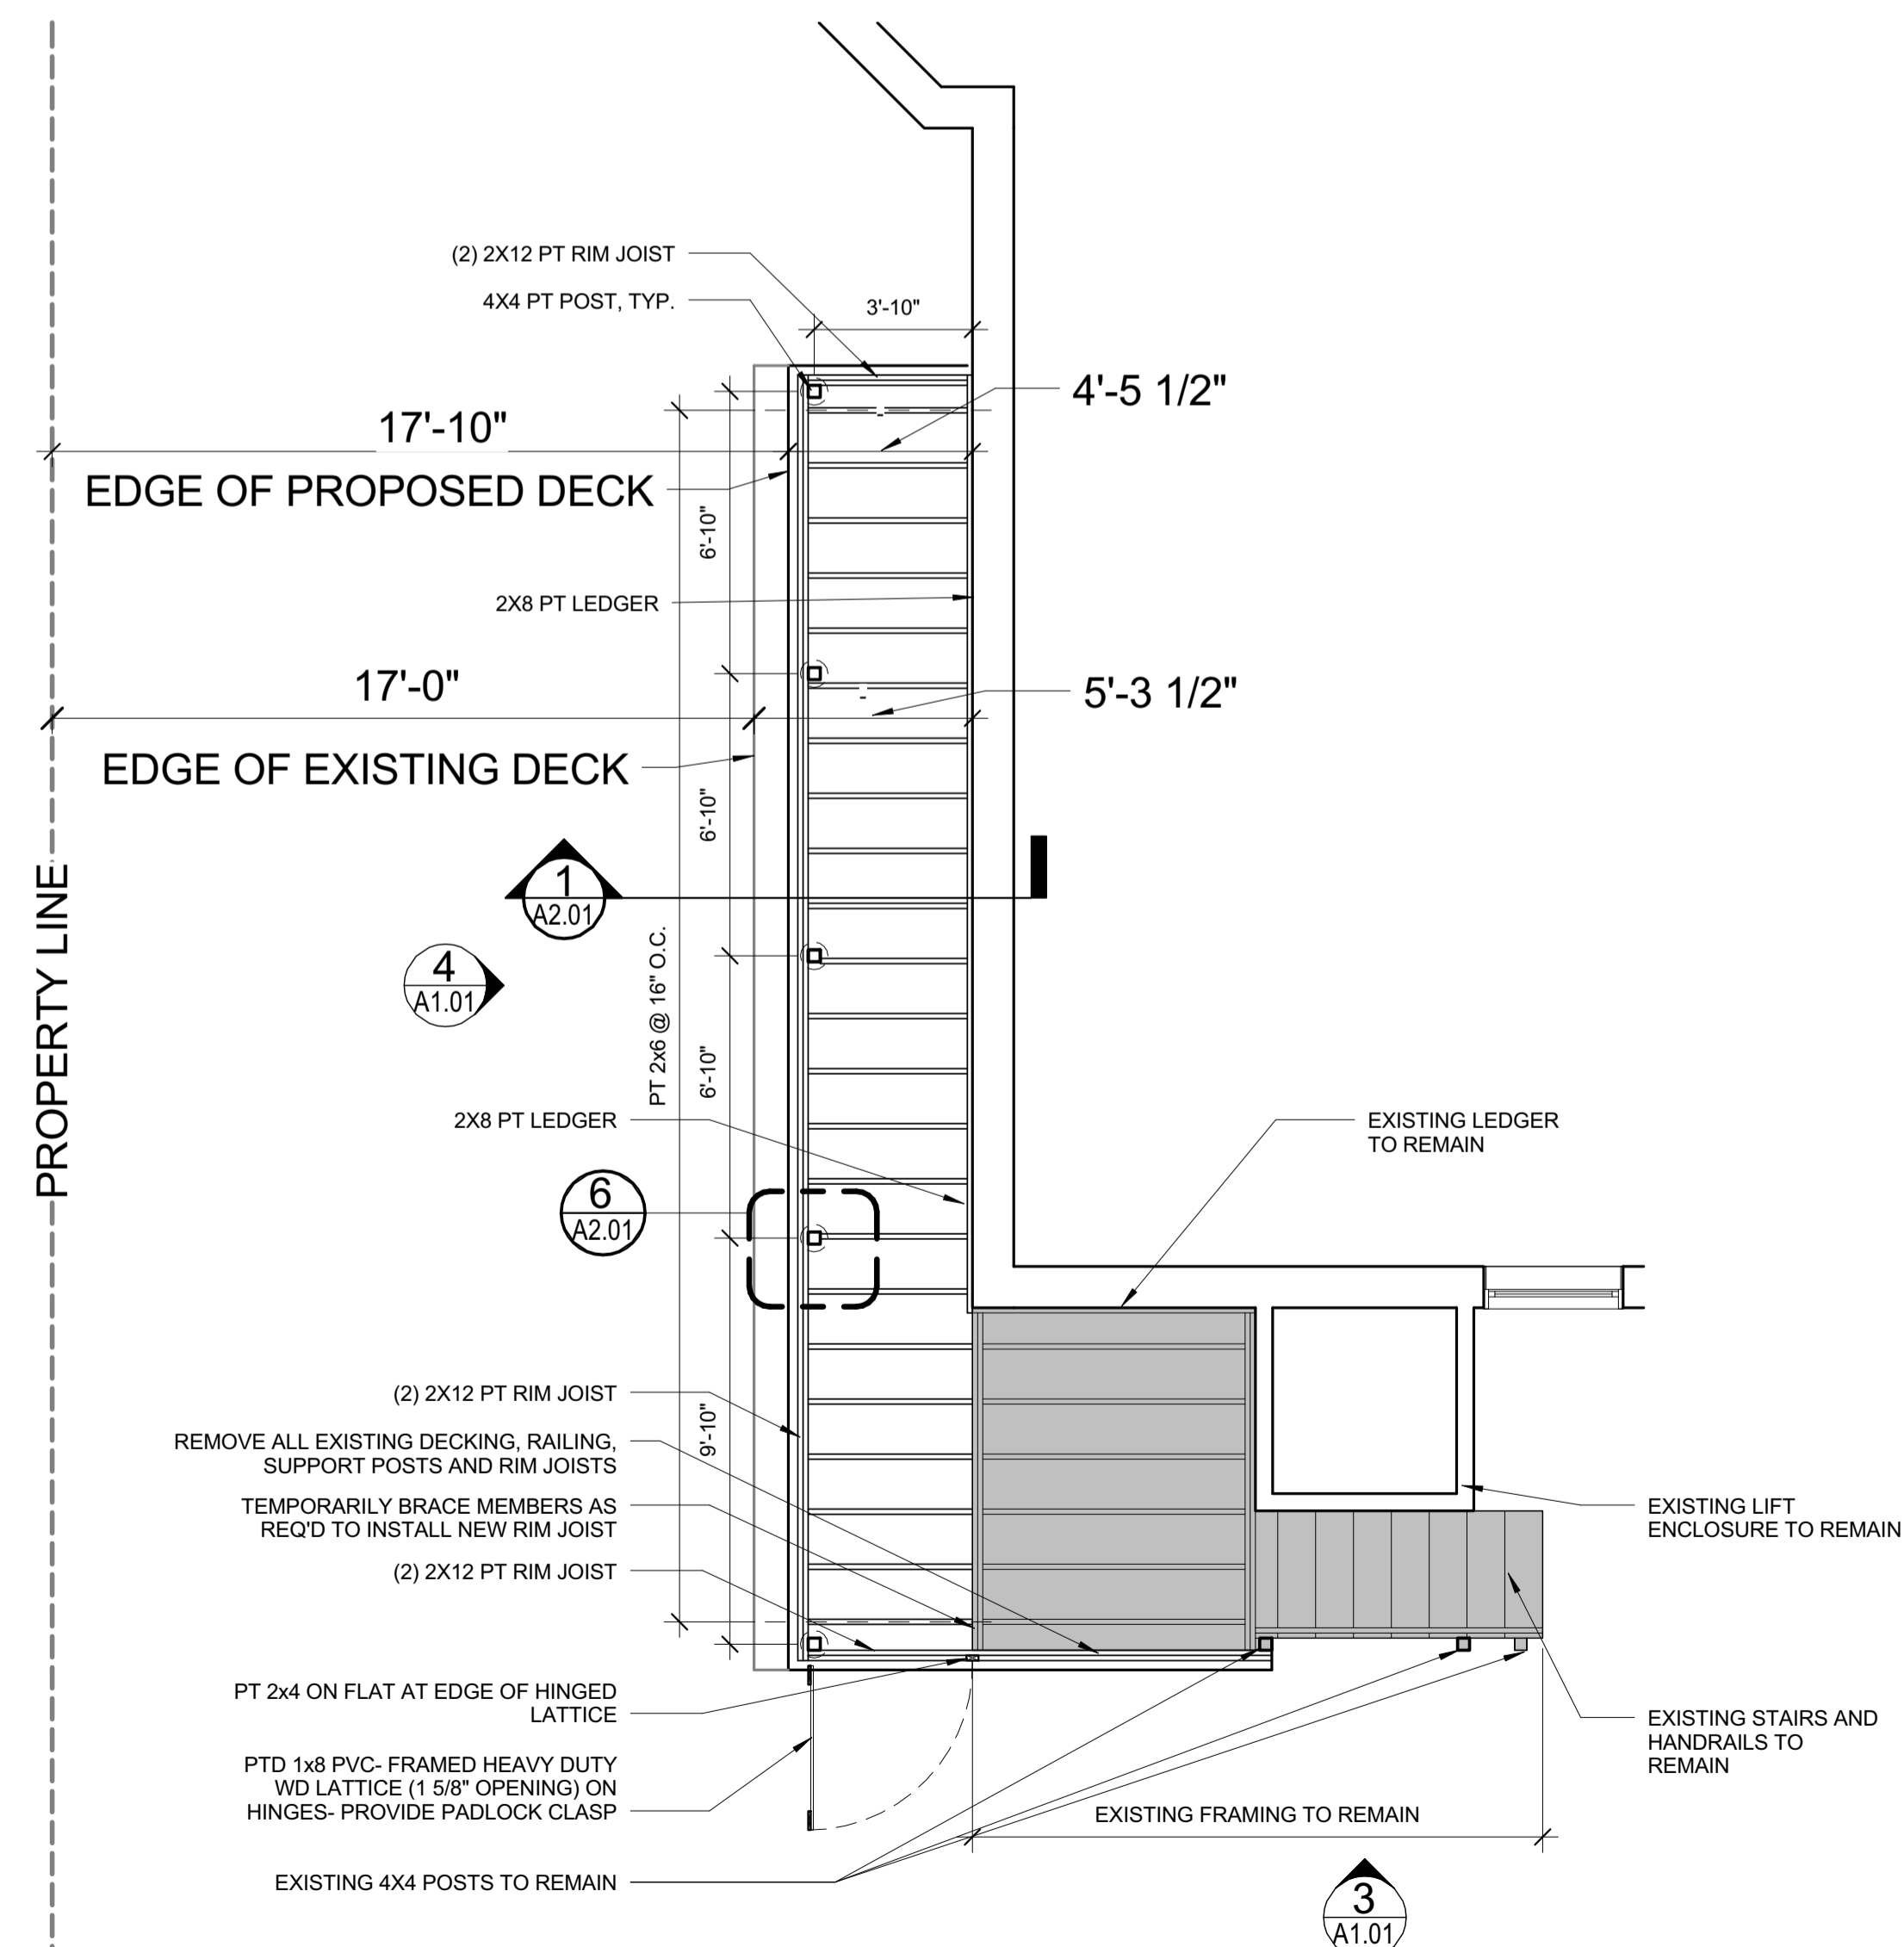 (2) 2X12 PT RIM JOIST
4X4 PT POST, TYP.
3'-10"
4'-5 1/2"
17'-10"
EDGE OF PROPOSED DECK
6'-10"
2X8 PT LEDGER
17'-0"
5'-3 1/2"
EDGE OF EXISTING DECK
6'-10"
1
A2.01
PROPERTY LINE
4
A1.01
PT 2x6 @ 16" O.C.
6'-10"
2X8 PT LEDGER
EXISTING LEDGER
TO REMAIN
6
A2.01
(2) 2X12 PT RIM JOIST
9'-10"
REMOVE ALL EXISTING DECKING, RAILING,
SUPPORT POSTS AND RIM JOISTS
TEMPORARILY BRACE MEMBERS AS
REQ'D TO INSTALL NEW RIM JOIST
EXISTING LIFT
ENCLOSURE TO REMAIN
(2) 2X12 PT RIM JOIST
PT 2x4 ON FLAT AT EDGE OF HINGED
LATTICE
EXISTING STAIRS AND
HANDRAILS TO
REMAIN
PTD 1x8 PVC- FRAMED HEAVY DUTY
WD LATTICE (1 5/8" OPENING) ON
HINGES- PROVIDE PADLOCK CLASP
EXISTING FRAMING TO REMAIN
EXISTING 4X4 POSTS TO REMAIN
3
A1.01